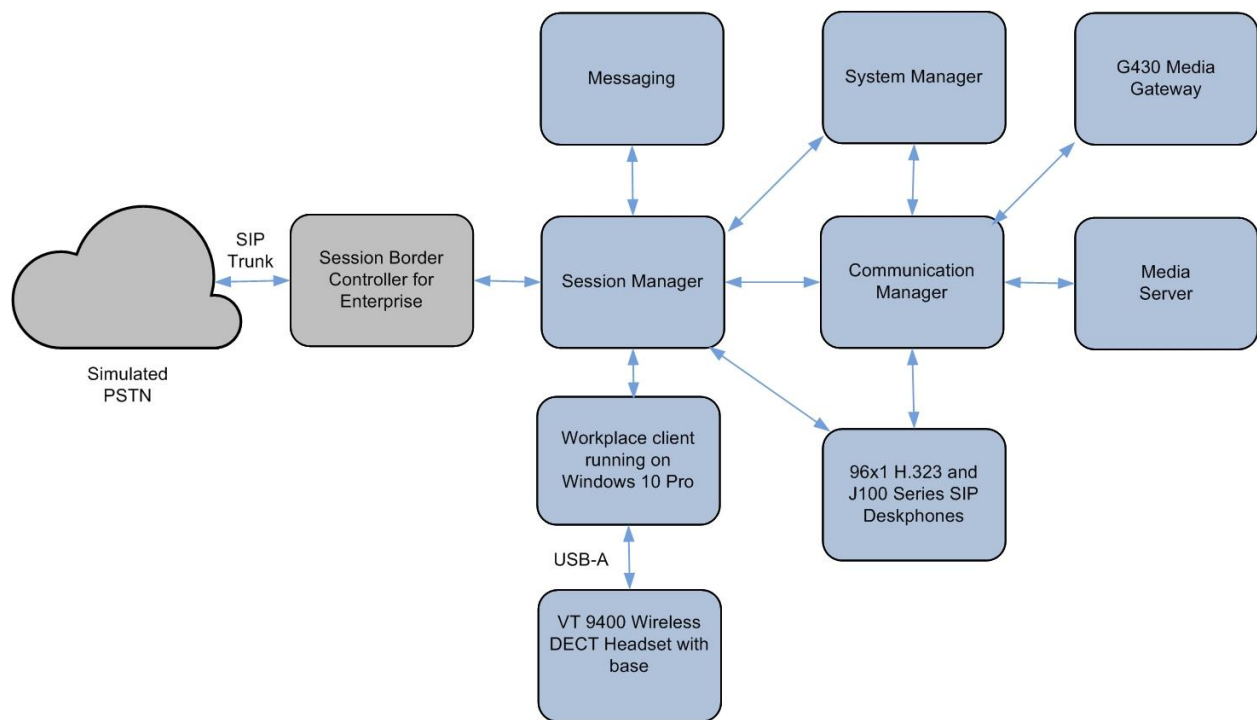 Messaging
System Manager
G430 Media
Gateway
SIP
Trunk
Session Border
Controller for
Enterprise
Session Manager
Communication
Manager
Media
Server
Simulated
PSTN
Workplace client
running on
Windows 10 Pro
96x1 H.323 and
J100 Series SIP
Deskphones
USB-A
VT 9400 Wireless
DECT Headset with
base